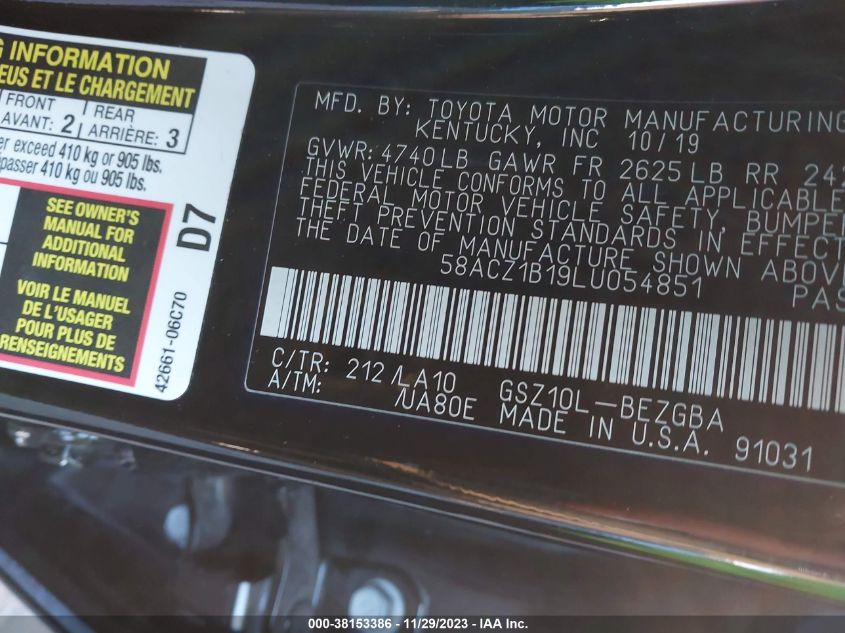 G INFORMATION
EUS ET LE CHARGEMENT
FRONT REAR
AVANT: 2 ARRIÈRE: 3
er exceed 410 kg or 905 lbs.
passer 410 kg ou 905 lbs.
SEE OWNER'S
MANUAL FOR
ADDITIONAL
INFORMATION
VOIR LE MANUEL
DE L'USAGER
POUR PLUS DE
RENSEIGNEMENTS
D7
42661-06C70
MFD. BY: TOYOTA MOTOR MANUFACTURING
KENTUCKY, INC 10/19
GVWR: 4740LB GAWR FR 2625LB RR 242
THIS VEHICLE CONFORMS TO ALL APPLICABLE
FEDERAL MOTOR VEHICLE SAFETY, BUMPER
THEFT PREVENTION STANDARDS IN EFFECT
THE DATE OF MANUFACTURE SHOWN ABOVE
58ACZ1B19LU054851 PAS
C/TR: 212/LA10 GSZ10L-BEZGBA
A/TM: /UA80E MADE IN U.S.A. 91031
000-38153386 - 11/29/2023 - IAA Inc.